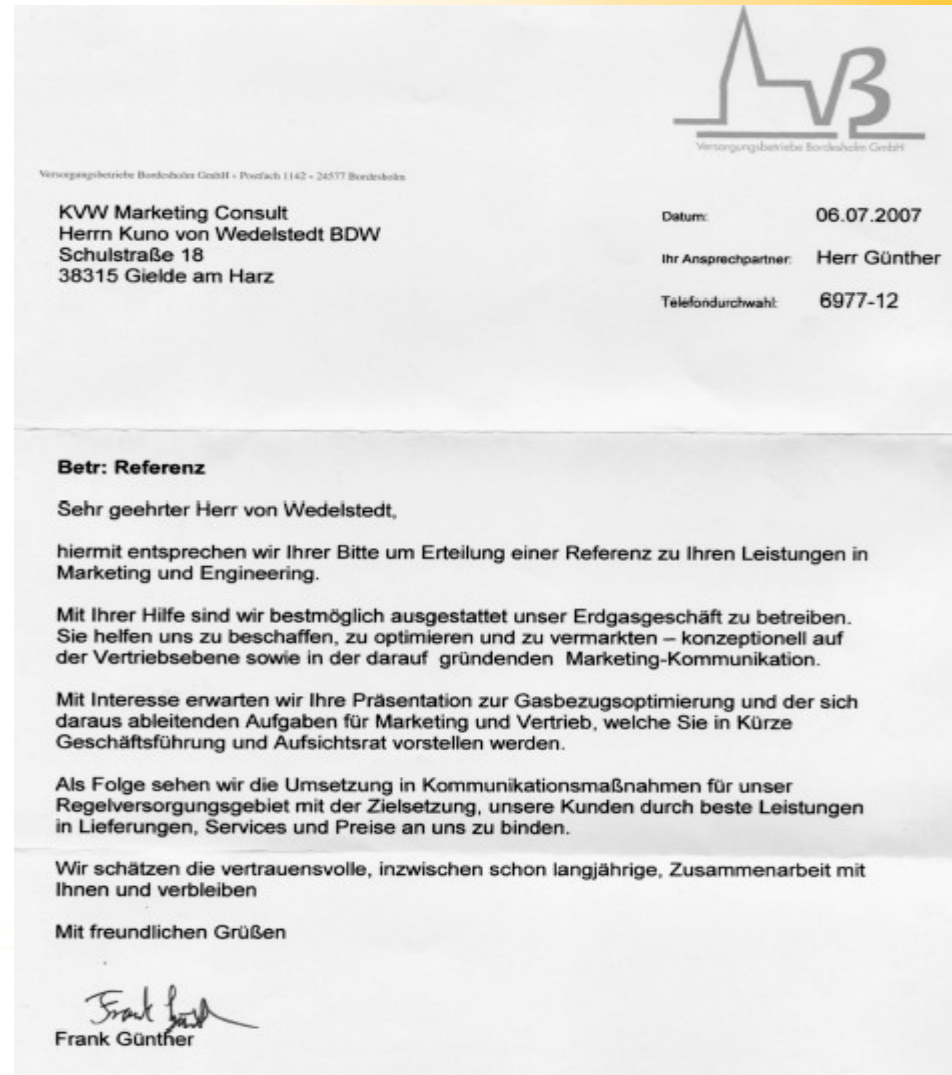 VB
Versorgungsbetriebe Bordesholm GmbH
Versorgungsbetriebe Bordesholm GmbH • Postfach 1142 • 24577 Bordesholm
KVW Marketing Consult
Herrn Kuno von Wedelstedt BDW
Schulstraße 18
38315 Gielde am Harz
Datum: 06.07.2007
Ihr Ansprechpartner: Herr Günther
Telefondurchwahl: 6977-12
Betr: Referenz
Sehr geehrter Herr von Wedelstedt,
hiermit entsprechen wir Ihrer Bitte um Erteilung einer Referenz zu Ihren Leistungen in
Marketing und Engineering.
Mit Ihrer Hilfe sind wir bestmöglich ausgestattet unser Erdgasgeschäft zu betreiben.
Sie helfen uns zu beschaffen, zu optimieren und zu vermarkten – konzeptionell auf
der Vertriebsebene sowie in der darauf gründenden Marketing-Kommunikation.
Mit Interesse erwarten wir Ihre Präsentation zur Gasbezugsoptimierung und der sich
daraus ableitenden Aufgaben für Marketing und Vertrieb, welche Sie in Kürze
Geschäftsführung und Aufsichtsrat vorstellen werden.
Als Folge sehen wir die Umsetzung in Kommunikationsmaßnahmen für unser
Regelversorgungsgebiet mit der Zielsetzung, unsere Kunden durch beste Leistungen
in Lieferungen, Services und Preise an uns zu binden.
Wir schätzen die vertrauensvolle, inzwischen schon langjährige, Zusammenarbeit mit
Ihnen und verbleiben
Mit freundlichen Grüßen
Frank Günther